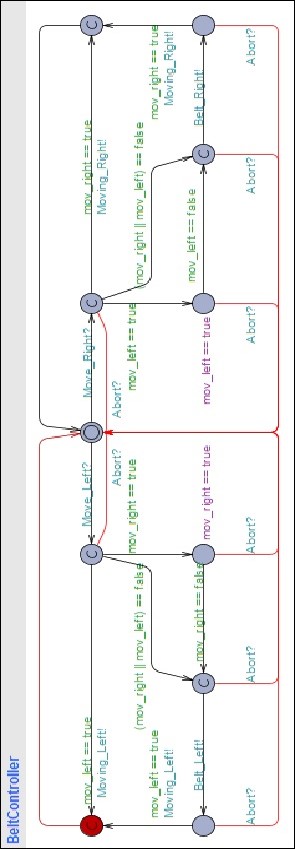 BeltController
mov_left == true
Moving_Left!
C
C
Move_Left?
Move_Right?
C
mov_right == true
Moving_Right!
C
Abort?
Abort?
mov_left == true
Moving_Left!
(mov_right || mov_left) == false
mov_right == true
mov_left == true
(mov_right || mov_left) == false
mov_right == true
Moving_Right!
Belt_Left!
C
mov_right == false
mov_right == true
mov_left == true
mov_left == false
C
Belt_Right!
Abort?
Abort?
Abort?
Abort?
Abort?
Abort?